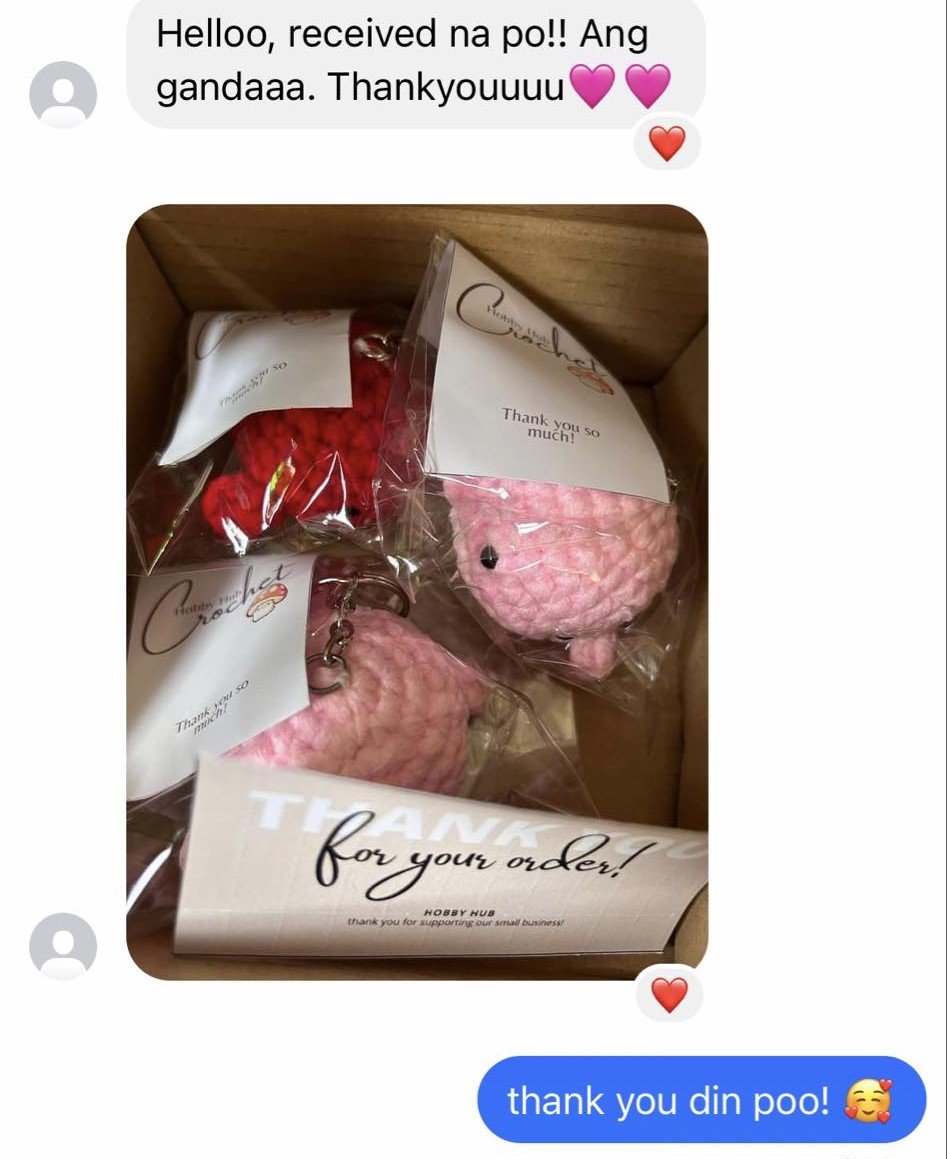 Helloo, received na po!! Ang
gandaaa. Thankyouuuu💗💗
❤️
Crochet
Hobby Hub
Crochet
Thank you so
much!
Thank you so
much!
Hobby Hub
Crochet
Thank you so
much!
THANK YOU
for your order!
HOBBY HUB
thank you for supporting our small business!
❤️
thank you din poo! 🥰